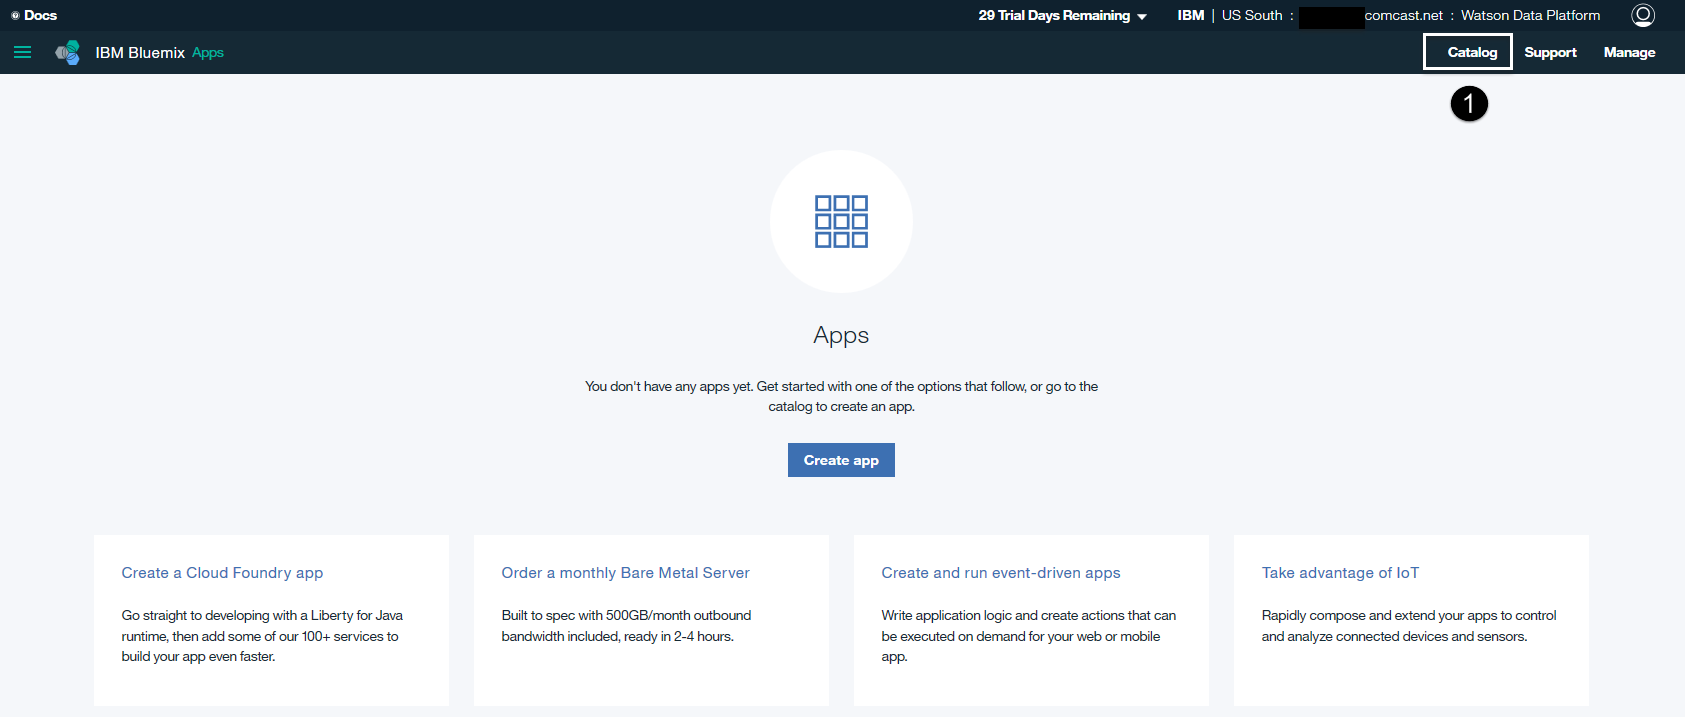 Docs
29 Trial Days Remaining IBM | US South : comcast.net : Watson Data Platform
IBM Bluemix Apps
Catalog Support Manage
1
Apps
You don't have any apps yet. Get started with one of the options that follow, or go to the
catalog to create an app.
Create app
Create a Cloud Foundry app
Go straight to developing with a Liberty for Java
runtime, then add some of our 100+ services to
build your app even faster.
Order a monthly Bare Metal Server
Built to spec with 500GB/month outbound
bandwidth included, ready in 2-4 hours.
Create and run event-driven apps
Write application logic and create actions that can
be executed on demand for your web or mobile
app.
Take advantage of IoT
Rapidly compose and extend your apps to control
and analyze connected devices and sensors.